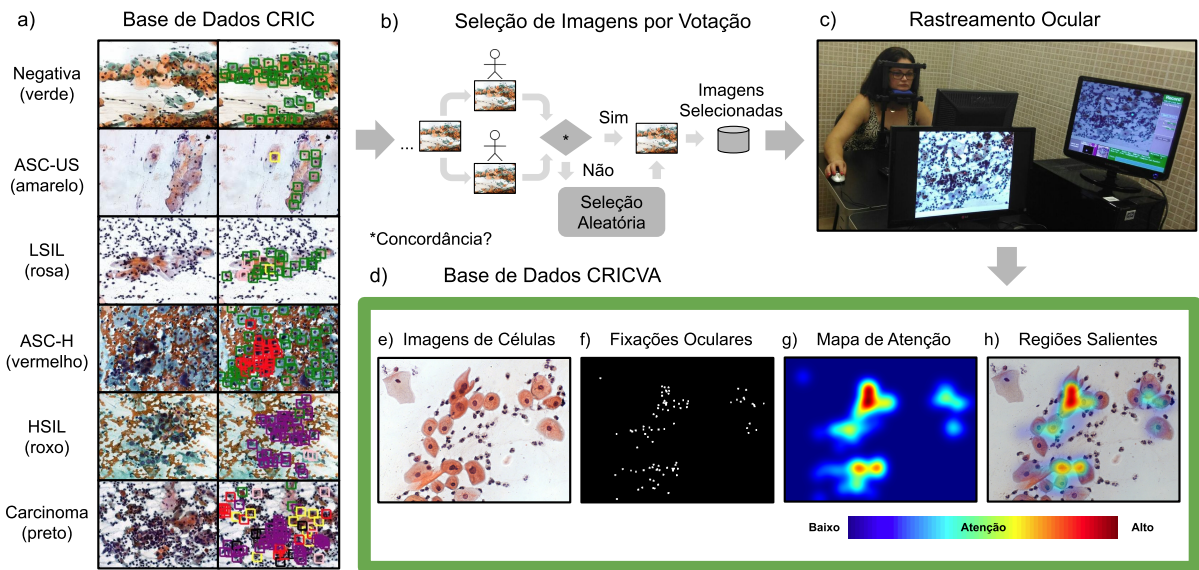 a) Base de Dados CRIC
Negativa
(verde)
ASC-US
(amarelo)
LSIL
(rosa)
ASC-H
(vermelho)
HSIL
(roxo)
Carcinoma
(preto)
b) Seleção de Imagens por Votação
...
*
Sim
Não
Seleção
Aleatória
Imagens
Selecionadas
*Concordância?
c) Rastreamento Ocular
d) Base de Dados CRICVA
e) Imagens de Células
f) Fixações Oculares
g) Mapa de Atenção
h) Regiões Salientes
Baixo Atenção Alto